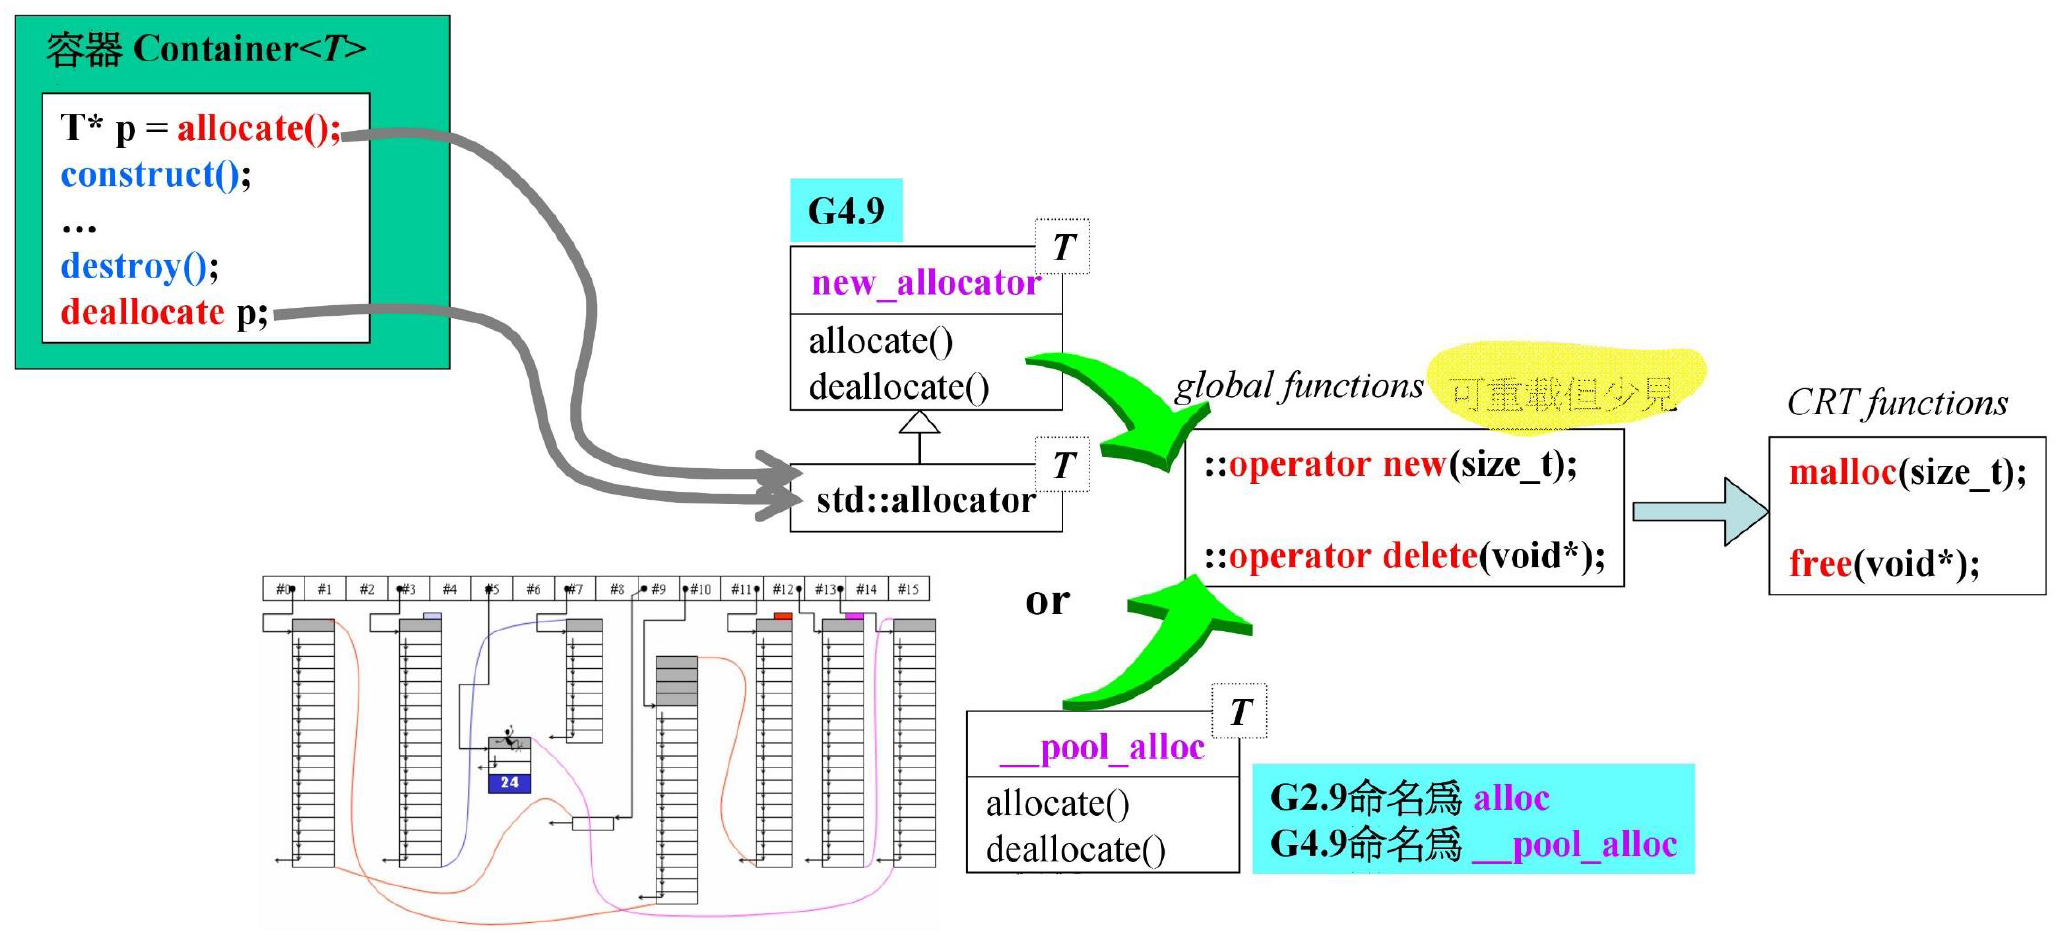 容器 Container<T>
T* p = allocate();
construct();
…
destroy();
deallocate p;
G4.9
T
new_allocator
allocate()
deallocate()
T
std::allocator
global functions 可重載但少見
::operator new(size_t);
::operator delete(void*);
CRT functions
malloc(size_t);
free(void*);
or
#0 #1 #2 #3 #4 #5 #6 #7 #8 #9 #10 #11 #12 #13 #14 #15
24
T
__pool_alloc
allocate()
deallocate()
G2.9命名爲 alloc
G4.9命名爲 __pool_alloc